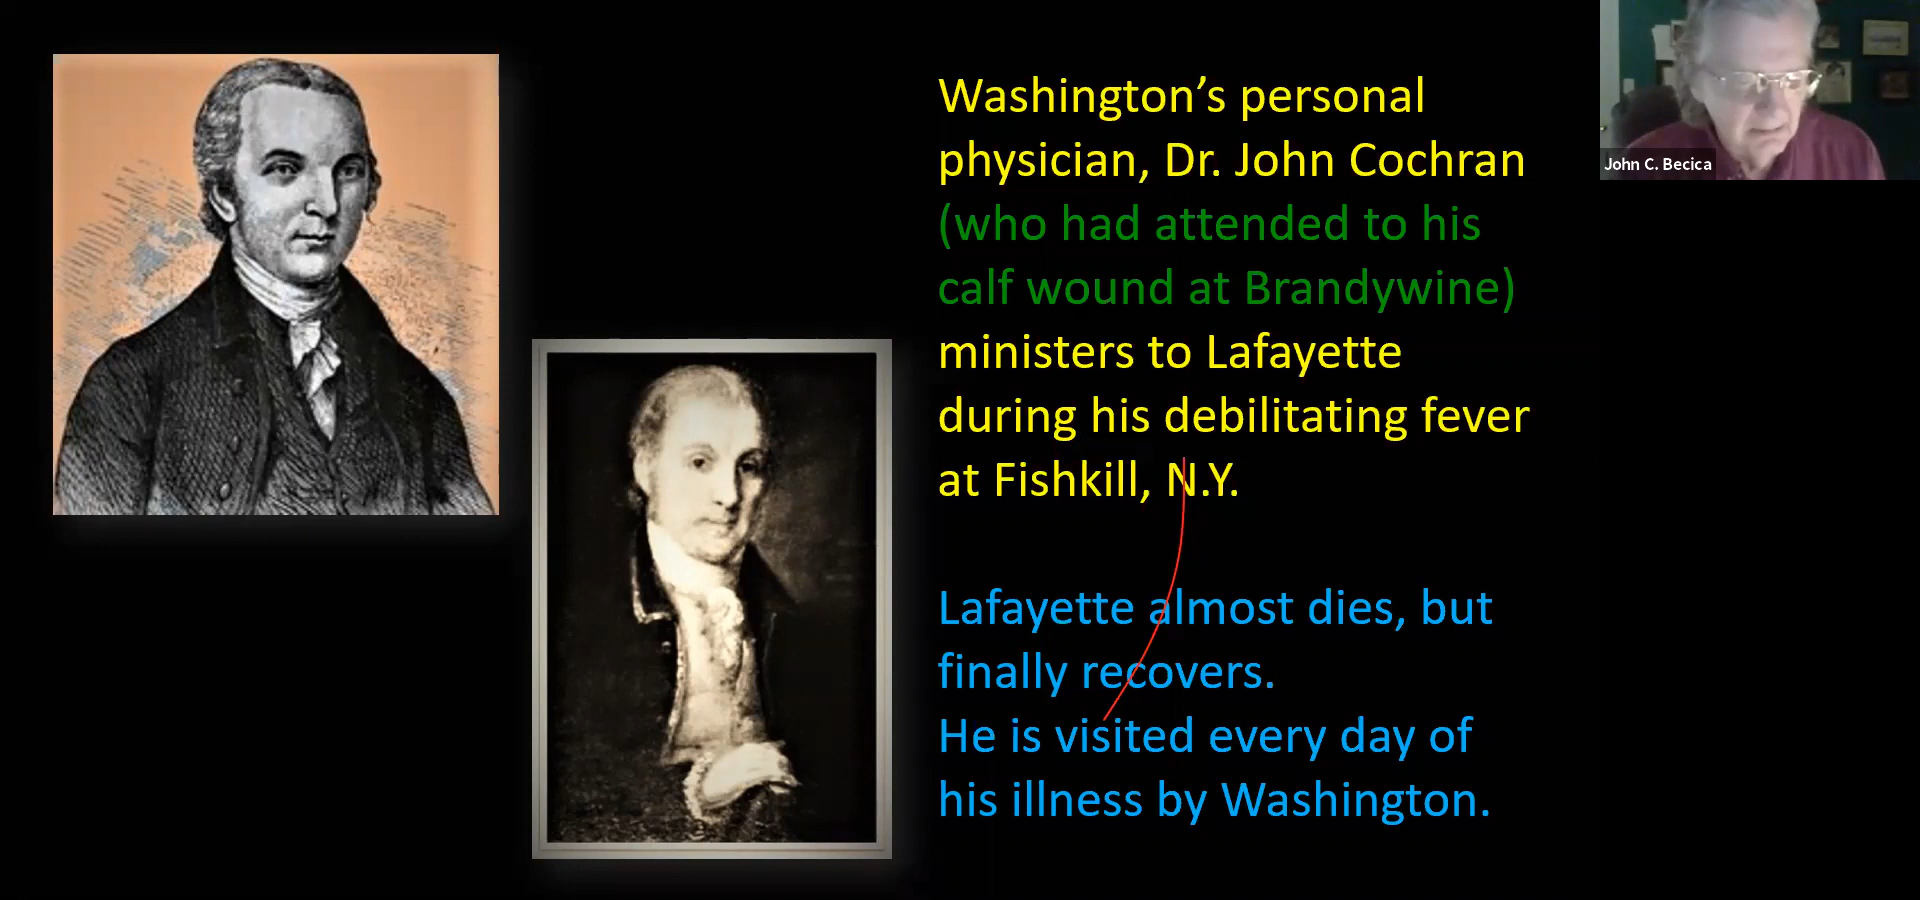 Washington’s personal
physician, Dr. John Cochran
(who had attended to his
calf wound at Brandywine)
ministers to Lafayette
during his debilitating fever
at Fishkill, N.Y.
Lafayette almost dies, but
finally recovers.
He is visited every day of
his illness by Washington.
John C. Becica